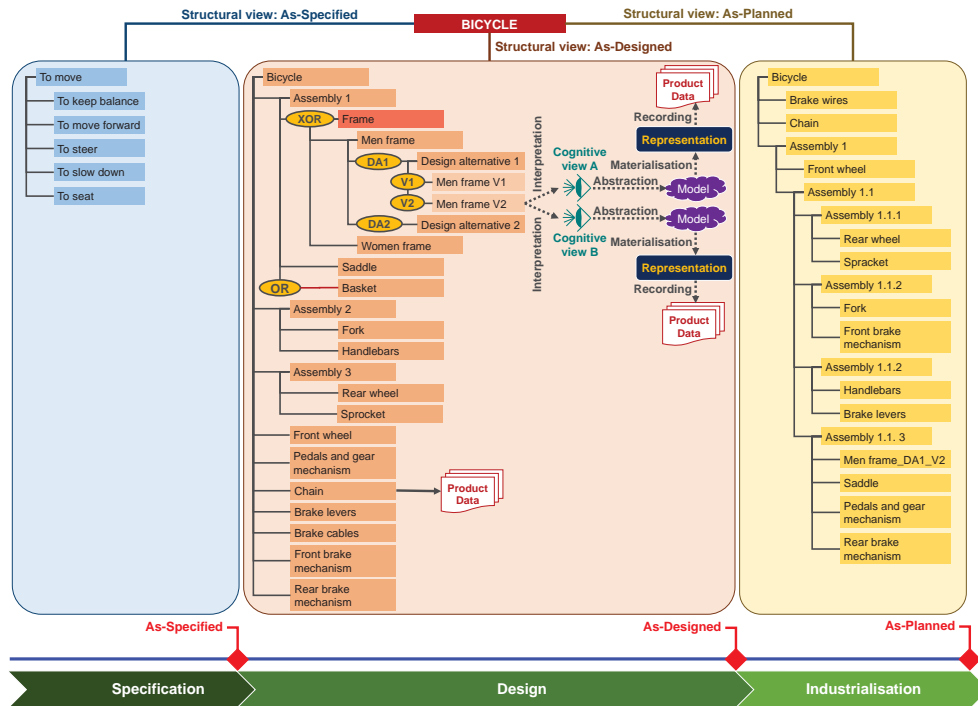 Structural view: As-Specified
BICYCLE
Structural view: As-Planned
Structural view: As-Designed
To move
To keep balance
To move forward
To steer
To slow down
To seat
Bicycle
Assembly 1
XOR
Frame
Men frame
DA1
Design alternative 1
V1
Men frame V1
V2
Men frame V2
DA2
Design alternative 2
Women frame
Saddle
OR
Basket
Assembly 2
Fork
Handlebars
Assembly 3
Rear wheel
Sprocket
Front wheel
Pedals and gear
mechanism
Chain
Product
Data
Brake levers
Brake cables
Front brake
mechanism
Rear brake
mechanism
Product
Data
Recording
Representation
Materialisation
Interpretation
Cognitive
view A
Abstraction
Model
Interpretation
Abstraction
Model
Cognitive
view B
Materialisation
Representation
Recording
Product
Data
Bicycle
Brake wires
Chain
Assembly 1
Front wheel
Assembly 1.1
Assembly 1.1.1
Rear wheel
Spracket
Assembly 1.1.2
Fork
Front brake
mechanism
Assembly 1.1.2
Handlebars
Brake levers
Assembly 1.1. 3
Men frame_DA1_V2
Saddle
Pedals and gear
mechanism
Rear brake
mechanism
As-Specified
As-Designed
As-Planned
Specification
Design
Industrialisation